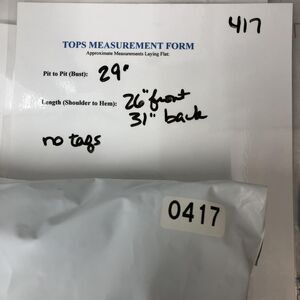 417
TOPS MEASUREMENT FORM
Approximate Measurements Laying Flat:
Pit to Pit (Bust): 29"
Length (Shoulder to Hem): 26" front
31" back
no tags
0417